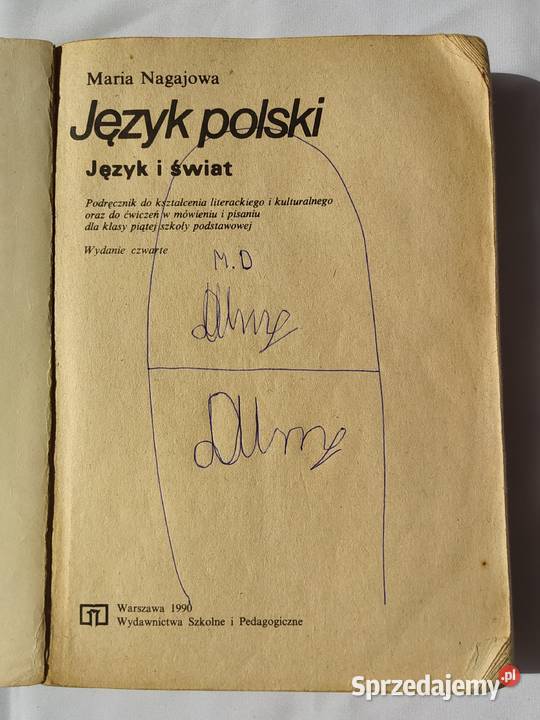 Maria Nagajowa
Język polski
Język i świat
Podręcznik do kształcenia literackiego i kulturalnego
oraz do ćwiczeń w mówieniu i pisaniu
dla klasy piątej szkoły podstawowej
Wydanie czwarte
M.D
Warszawa 1990
Wydawnictwa Szkolne i Pedagogiczne
Sprzedajemy.pl